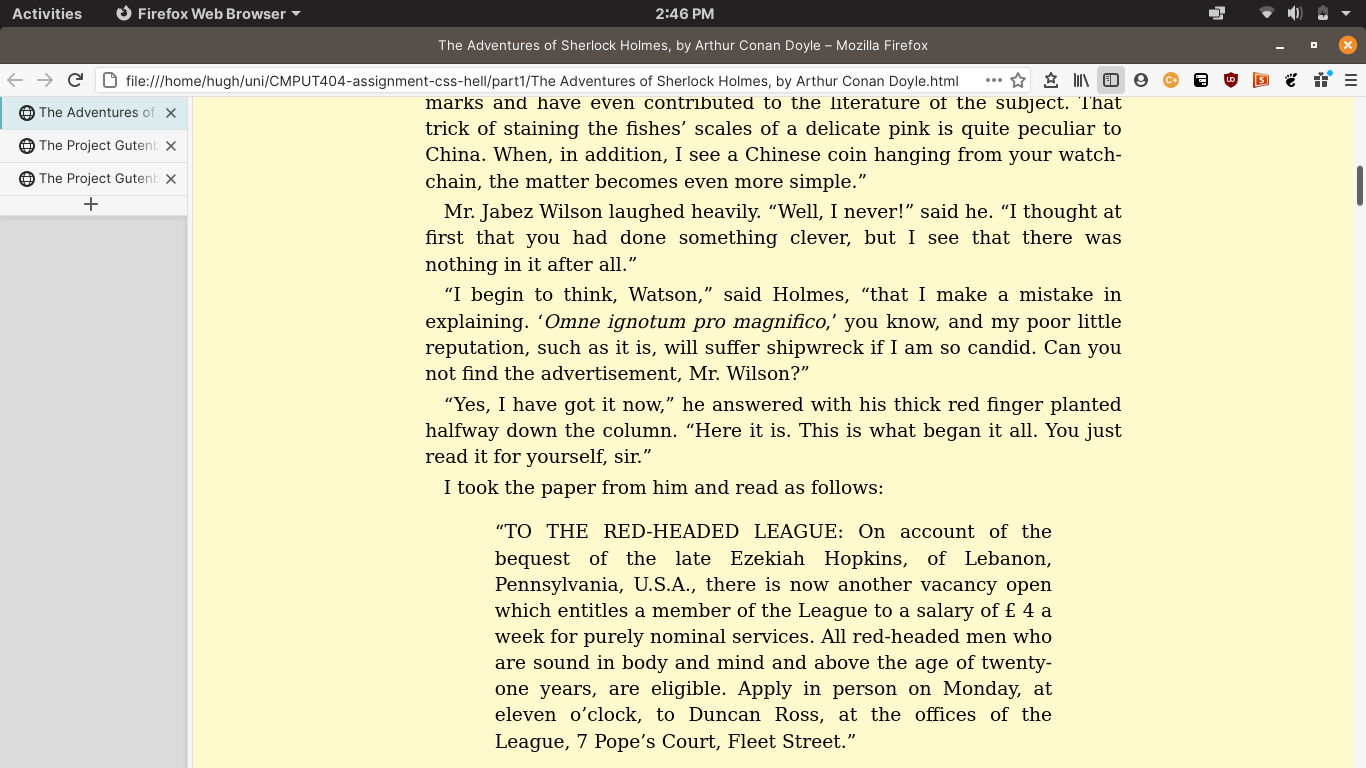 Activities
Firefox Web Browser
2:46 PM
The Adventures of Sherlock Holmes, by Arthur Conan Doyle – Mozilla Firefox
file:///home/hugh/uni/CMPUT404-assignment-css-hell/part1/The Adventures of Sherlock Holmes, by Arthur Conan Doyle.html
The Adventures of
The Project Gutenb
The Project Gutenb
marks and have even contributed to the literature of the subject. That
trick of staining the fishes’ scales of a delicate pink is quite peculiar to
China. When, in addition, I see a Chinese coin hanging from your watch-
chain, the matter becomes even more simple.”
Mr. Jabez Wilson laughed heavily. “Well, I never!” said he. “I thought at
first that you had done something clever, but I see that there was
nothing in it after all.”
“I begin to think, Watson,” said Holmes, “that I make a mistake in
explaining. ‘Omne ignotum pro magnifico,’ you know, and my poor little
reputation, such as it is, will suffer shipwreck if I am so candid. Can you
not find the advertisement, Mr. Wilson?”
“Yes, I have got it now,” he answered with his thick red finger planted
halfway down the column. “Here it is. This is what began it all. You just
read it for yourself, sir.”
I took the paper from him and read as follows:
“TO THE RED-HEADED LEAGUE: On account of the
bequest of the late Ezekiah Hopkins, of Lebanon,
Pennsylvania, U.S.A., there is now another vacancy open
which entitles a member of the League to a salary of £ 4 a
week for purely nominal services. All red-headed men who
are sound in body and mind and above the age of twenty-
one years, are eligible. Apply in person on Monday, at
eleven o’clock, to Duncan Ross, at the offices of the
League, 7 Pope’s Court, Fleet Street.”